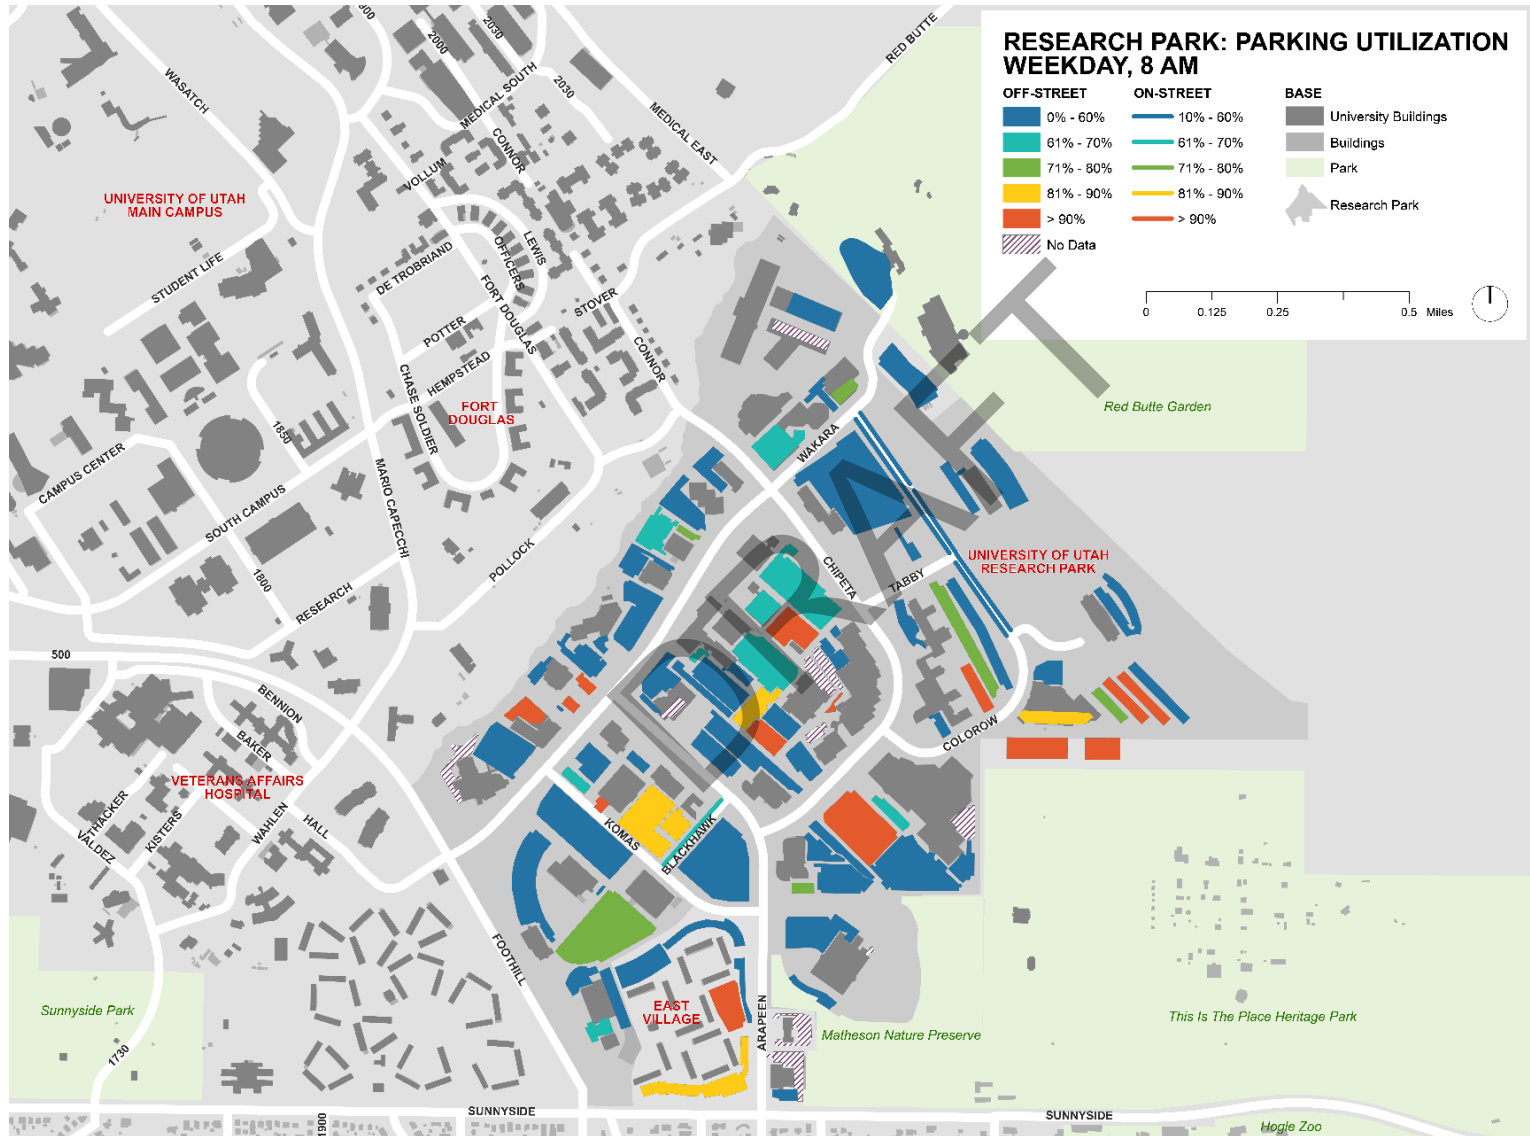 RESEARCH PARK: PARKING UTILIZATION
WEEKDAY, 8 AM
OFF-STREET
ON-STREET
BASE
0% - 60%
10% - 60%
University Buildings
61% - 70%
61% - 70%
Buildings
71% - 80%
71% - 80%
Park
81% - 90%
81% - 90%
Research Park
> 90%
> 90%
No Data
0
0.125
0.25
0.5
Miles
DRAFT
RED BUTTE
WASATCH
2000
2030
2030
MEDICAL SOUTH
MEDICAL EAST
CONNOR
VOLLUM
UNIVERSITY OF UTAH
MAIN CAMPUS
STUDENT LIFE
DE TROBRIAND
OFFICERS
LEWIS
FORT DOUGLAS
STOVER
POTTER
HEMPSTEAD
CONNOR
CHASE SOLDIER
FORT
DOUGLAS
1850
CAMPUS CENTER
SOUTH CAMPUS
MARIO CAPECCHI
POLLOCK
1800
RESEARCH
WAKARA
Red Butte Garden
CHIPETA
TABBY
UNIVERSITY OF UTAH
RESEARCH PARK
COLOROW
500
BENNION
BAKER
VETERANS AFFAIRS
HOSPITAL
VATHACKER
VALDEZ
KISTERS
WAHLEN
HALL
KOMAS
BLACKHAWK
FOOTHILL
EAST
VILLAGE
ARAPEEN
Matheson Nature Preserve
This Is The Place Heritage Park
Sunnyside Park
1730
1900
SUNNYSIDE
SUNNYSIDE
Hogle Zoo